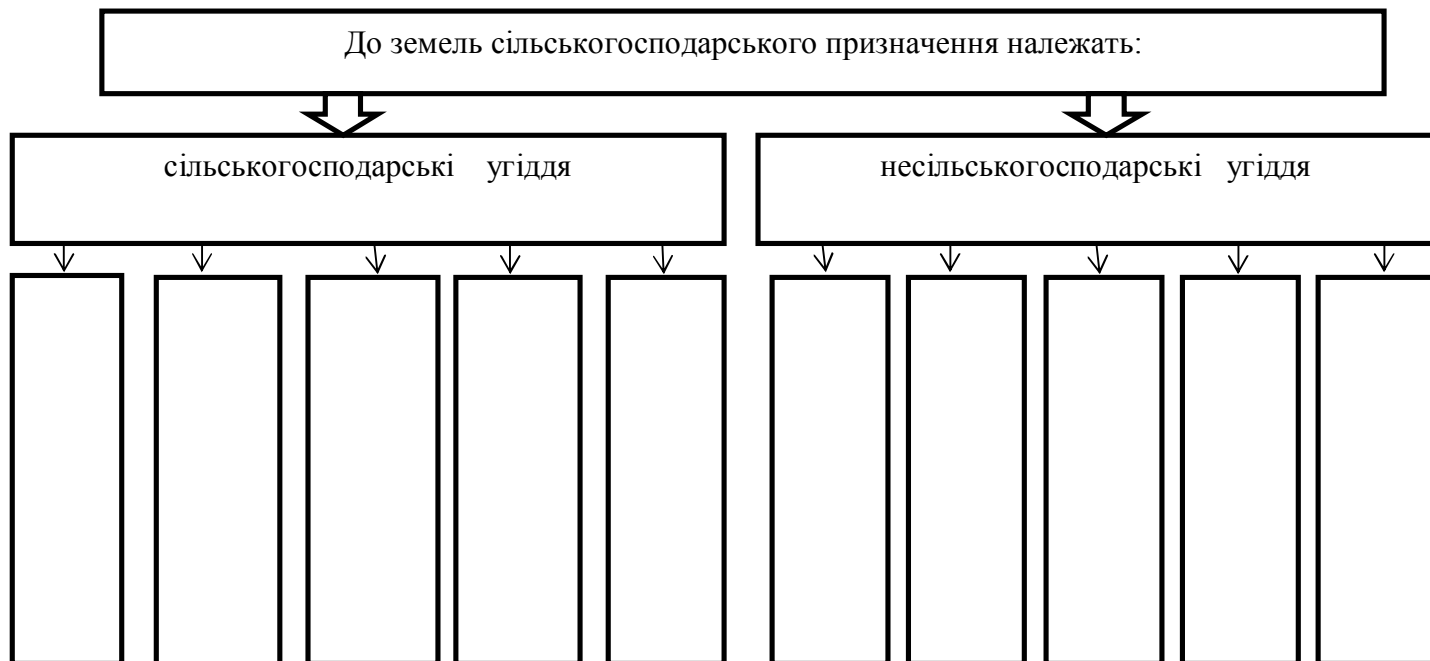 До земель сільськогосподарського призначення належать:
сільськогосподарські угіддя
несільськогосподарські угіддя